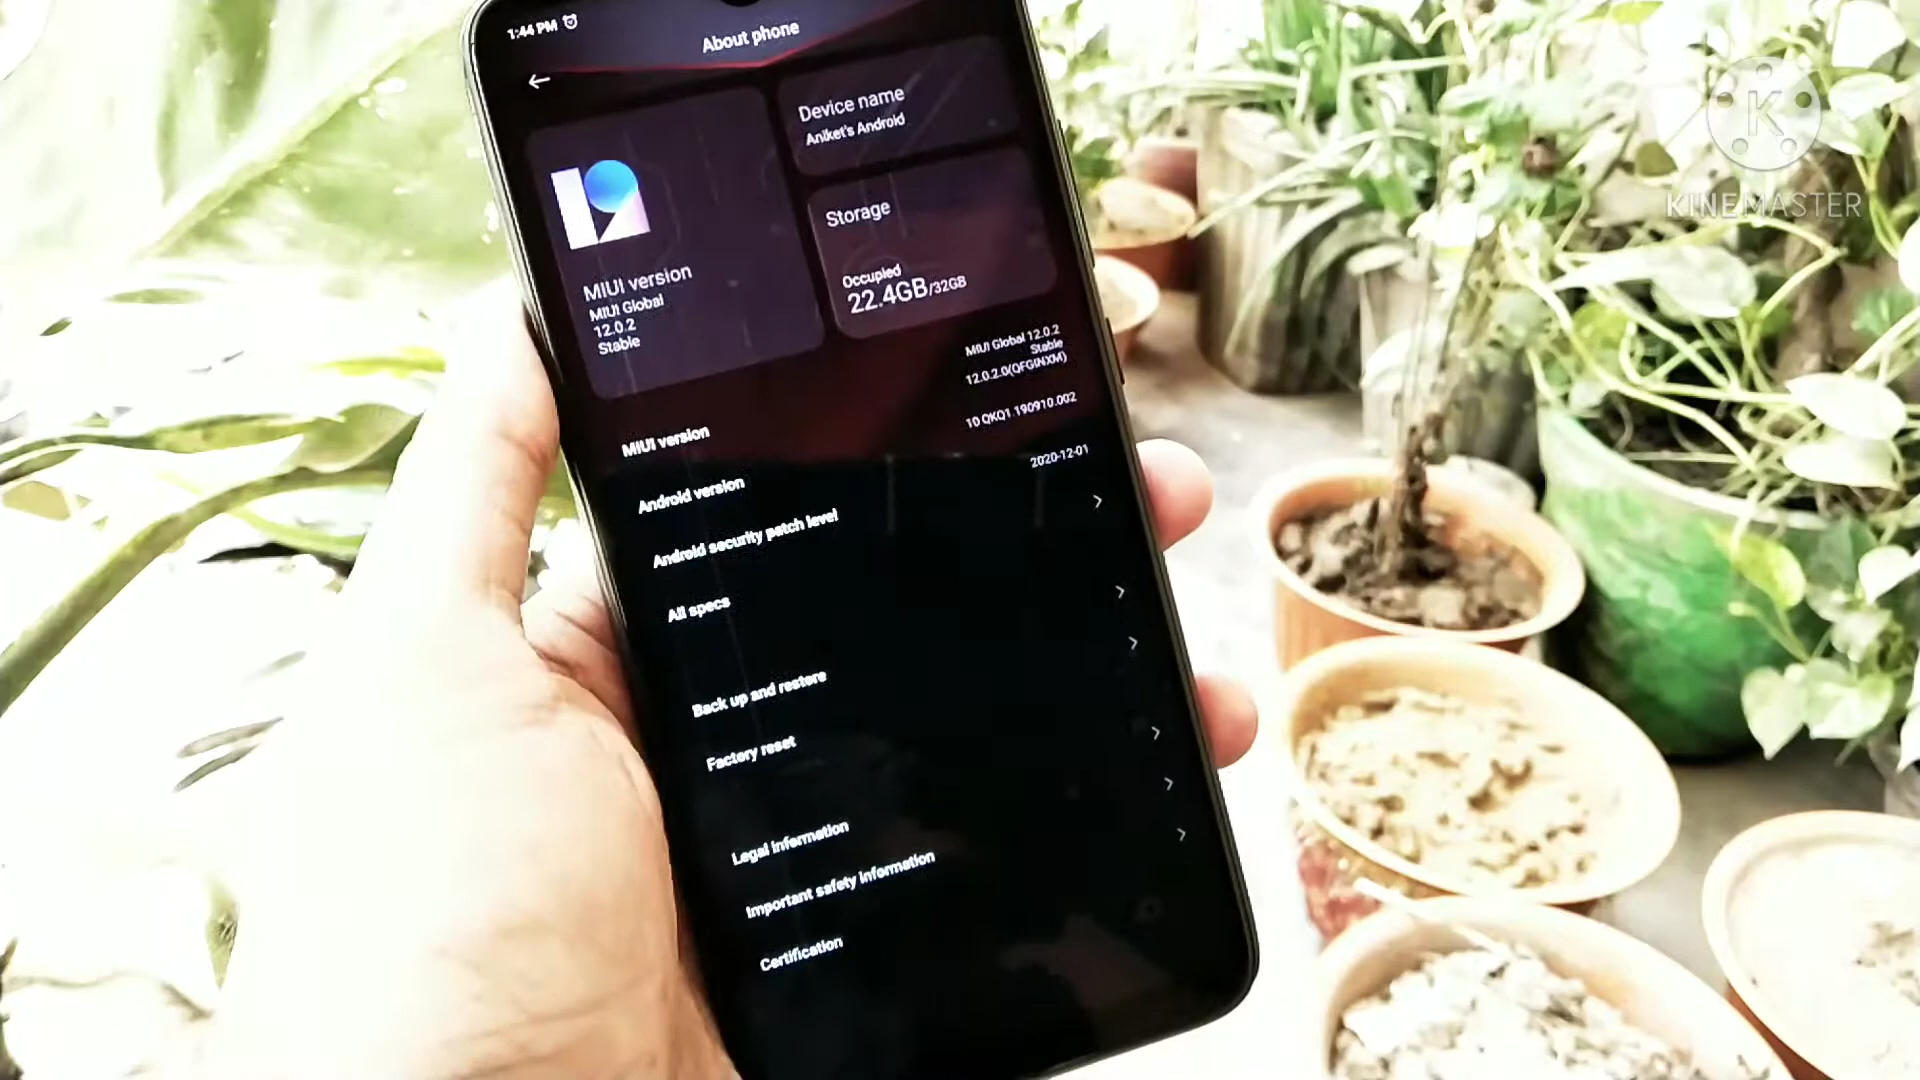 1:44 PM
About phone
Device name
Aniket's Android
Storage
Occupied
22.4GB/32GB
MIUI version
MIUI Global
12.0.2
Stable
MIUI version
MIUI Global 12.0.2
Stable
12.0.2.0(QFGINXM)
Android version
10 QKQ1.190910.002
Android security patch level
2020-12-01
All specs
Back up and restore
Factory reset
Legal information
Important safety information
Certification
K
KINEMASTER